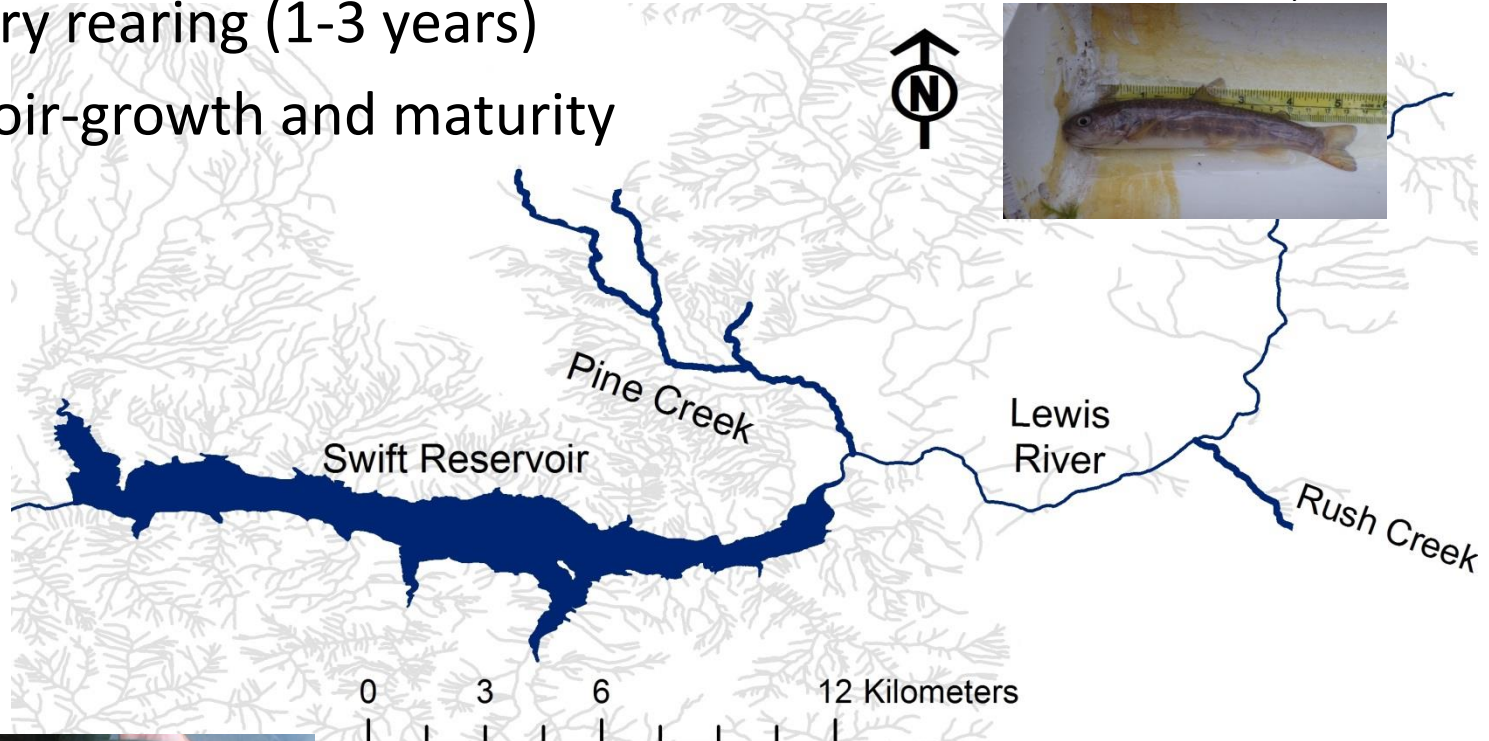 ry rearing (1-3 years)
oir-growth and maturity
N
Pine Creek
Lewis
River
Swift Reservoir
Rush Creek
0 3 6 12 Kilometers